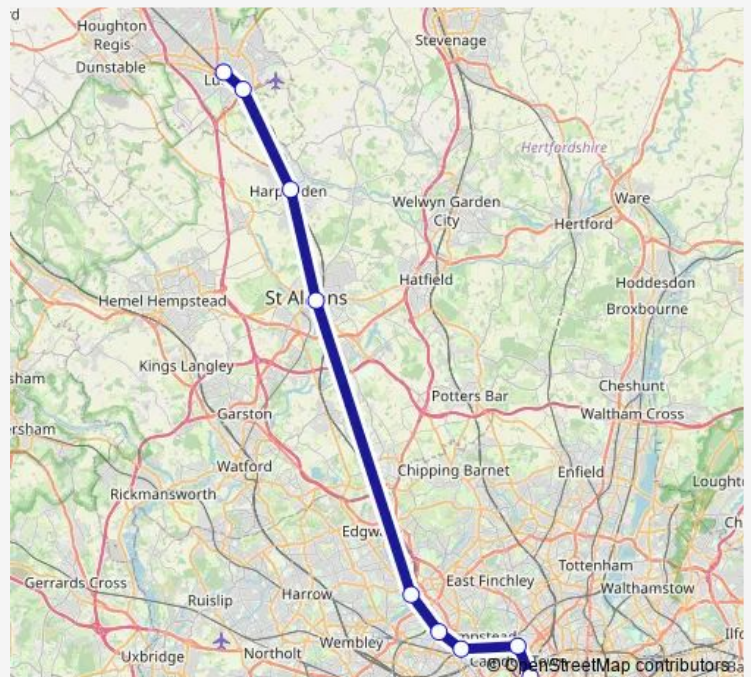 Houghton
Regis
Stevenage
Dunstable
Hertfordshire
Harpenden
Welwyn Garden
City
Ware
Hertford
Hatfield
Hoddesdon
Broxbourne
Hemel Hempstead
Kings Langley
Potters Bar
Cheshunt
Waltham Cross
Garston
Watford
Chipping Barnet
Enfield
Rickmansworth
Tottenham
East Finchley
Walthamstow
Gerrards Cross
Ruislip
Harrow
Wembley
Northolt
Uxbridge
© OpenStreetMap contributors